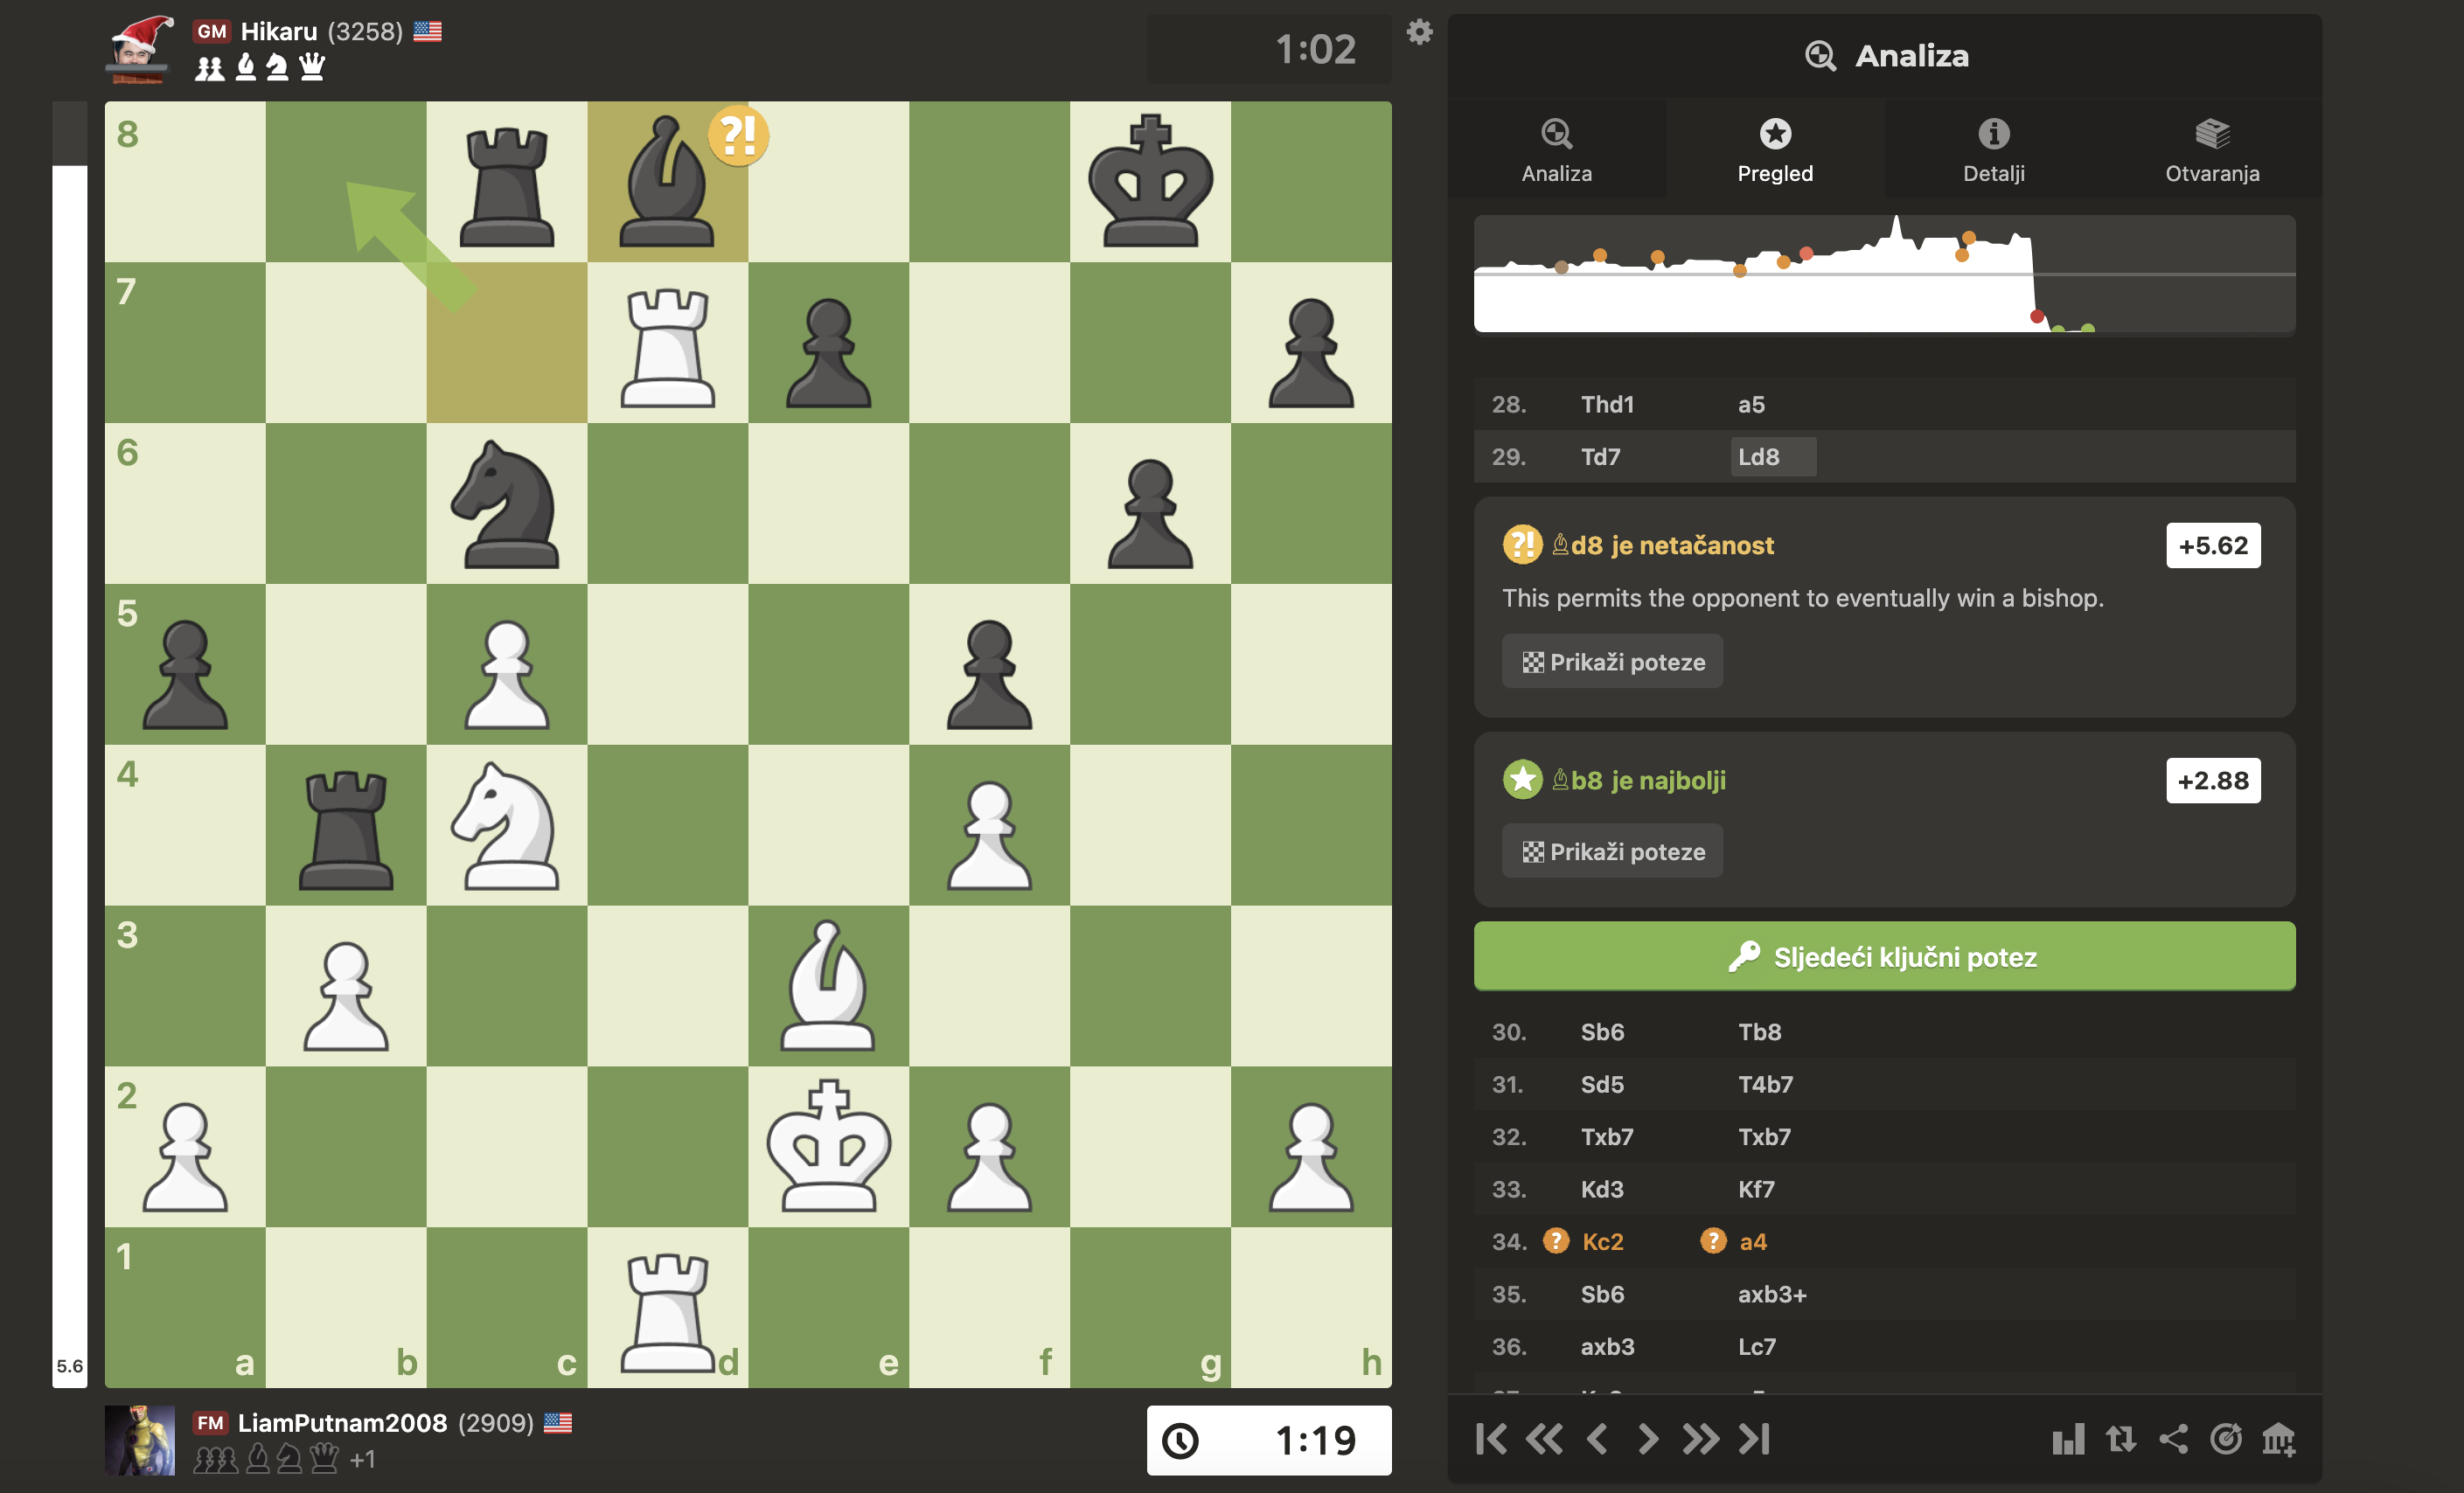 GM Hikaru (3258)
1:02
8
7
6
5
4
3
2
1
a b c d e f g h
?!
5.6
FM LiamPutnam2008 (2909)
+1
1:19
Analiza
Analiza Pregled Detalji Otvaranja
28. Thd1 a5
29. Td7 Ld8
?! ♗d8 je netačanost +5.62
This permits the opponent to eventually win a bishop.
Prikaži poteze
♗b8 je najbolji +2.88
Prikaži poteze
Sljedeći ključni potez
30. Sb6 Tb8
31. Sd5 T4b7
32. Txb7 Txb7
33. Kd3 Kf7
34. ? Kc2 ? a4
35. Sb6 axb3+
36. axb3 Lc7